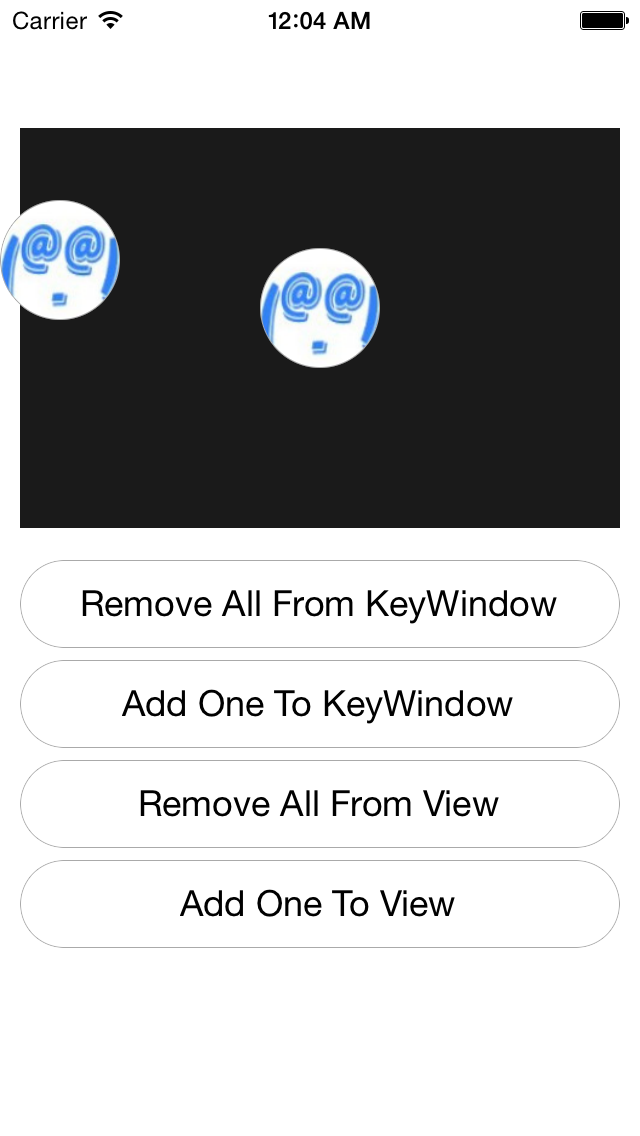 Carrier
12:04 AM
@@
@@
Remove All From KeyWindow
Add One To KeyWindow
Remove All From View
Add One To View